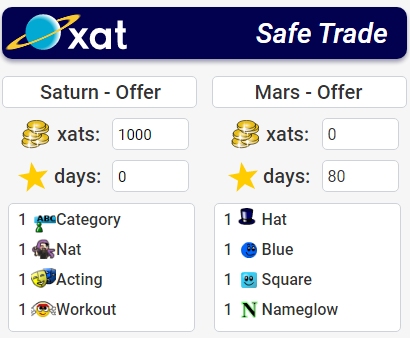 xat Safe Trade
Saturn - Offer
Mars - Offer
xats: 1000
xats: 0
days: 0
days: 80
1 ABC Category
1 Nat
1 Acting
1 Workout
1 Hat
1 Blue
1 Square
1 N Nameglow